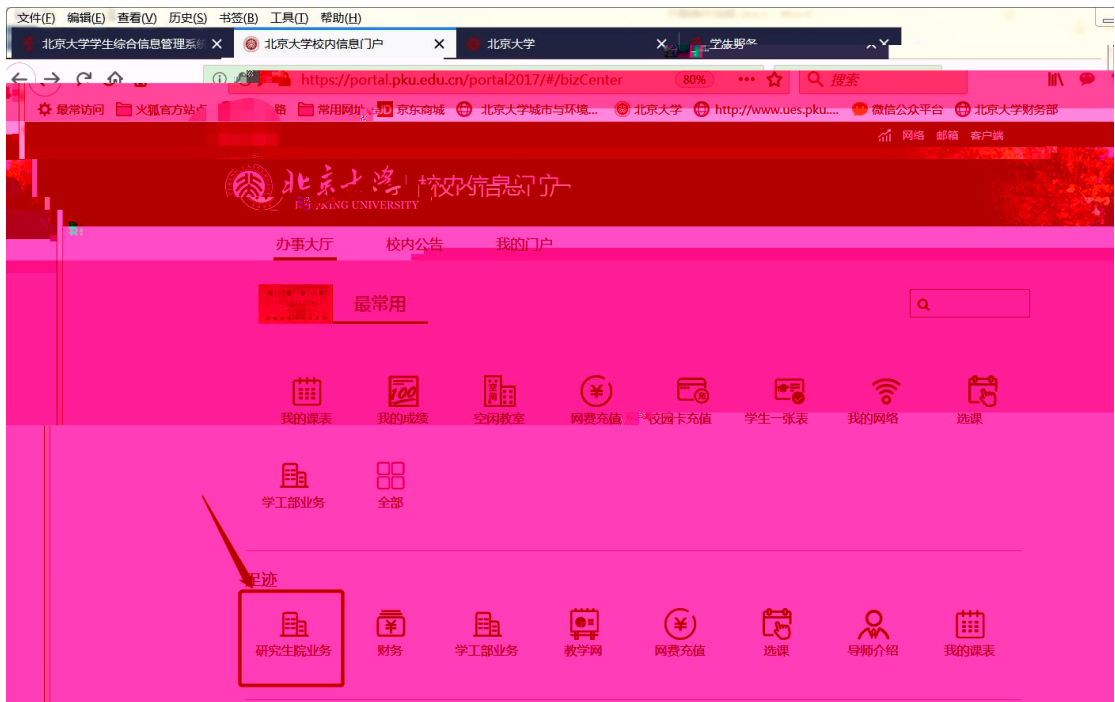 文件(F) 编辑(E) 查看(V) 历史(S) 书签(B) 工具(T) 帮助(H)
北京大学学生综合信息管理系统 × 北京大学校内信息门户 × 北京大学 ×
https://portal.pku.edu.cn/portal2017/#/bizCenter 80% ••• 搜索
最常访问 火狐官方站点 常用网址 JD 京东商城 北京大学城市与环境... 北京大学 http://www.ues.pku.... 微信公众平台 北京大学财务部
网络 邮箱 客户端
北京大学 校内信息门户
PEKING UNIVERSITY
办事大厅 校内公告 我的门户
最常用
100 空闲
我的课表 我的成绩 空闲教室 网费充值 校园卡充值 学生一张表 我的网络 选课
学工部业务 全部
足迹
研究生院业务 财务 学工部业务 教学网 网费充值 选课 导师介绍 我的课表